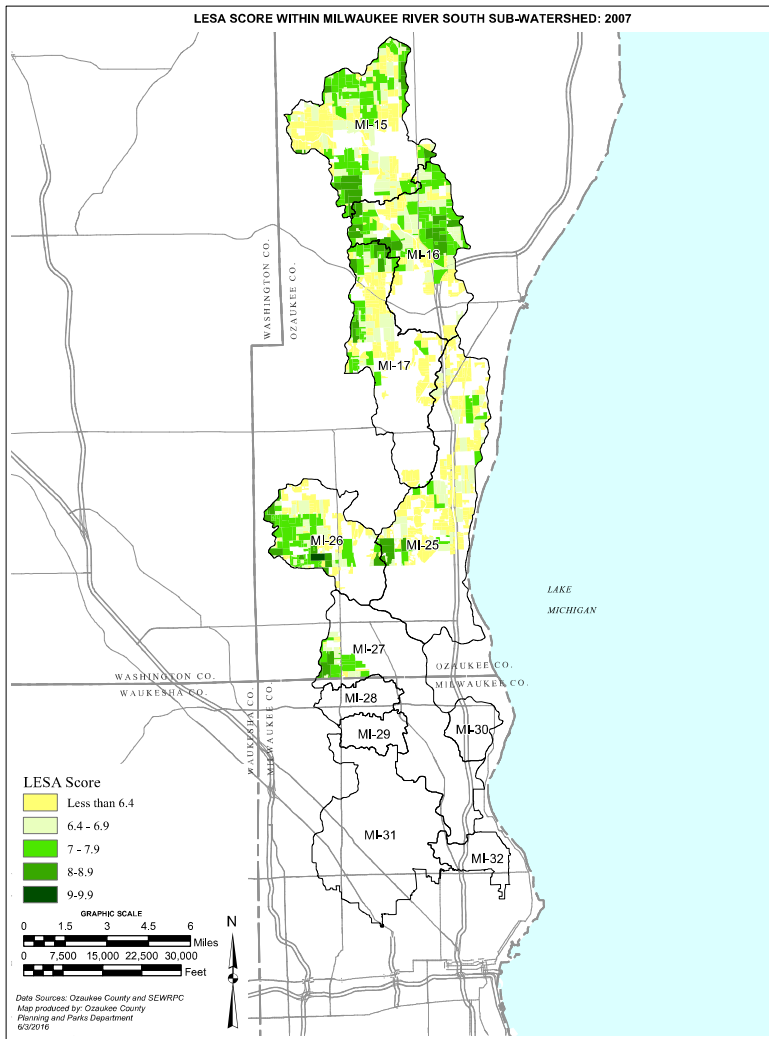 LESA SCORE WITHIN MILWAUKEE RIVER SOUTH SUB-WATERSHED: 2007
MI-15
MI-16
WASHINGTON CO.
OZAUKEE CO.
MI-17
MI-26
MI-25
LAKE
MICHIGAN
MI-27
WASHINGTON CO.
WAUKESHA CO.
OZAUKEE CO.
MILWAUKEE CO.
WAUKESHA CO.
MILWAUKEE CO.
MI-28
MI-29
MI-30
MI-31
MI-32
LESA Score
Less than 6.4
6.4 - 6.9
7 - 7.9
8-8.9
9-9.9
GRAPHIC SCALE
0 1.5 3 4.5 6
Miles
0 7,500 15,000 22,500 30,000
Feet
N
Data Sources: Ozaukee County and SEWRPC
Map produced by: Ozaukee County
Planning and Parks Department
6/3/2016